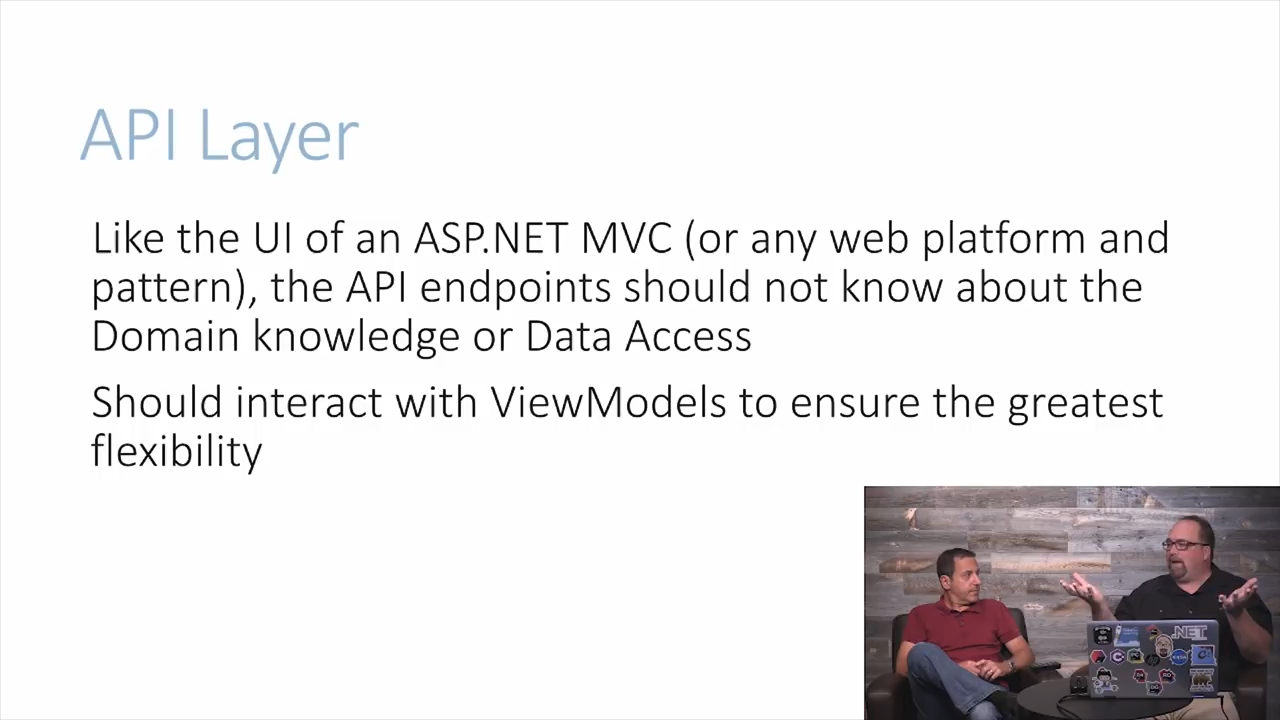 API Layer
Like the UI of an ASP.NET MVC (or any web platform and
pattern), the API endpoints should not know about the
Domain knowledge or Data Access
Should interact with ViewModels to ensure the greatest
flexibility
.NET